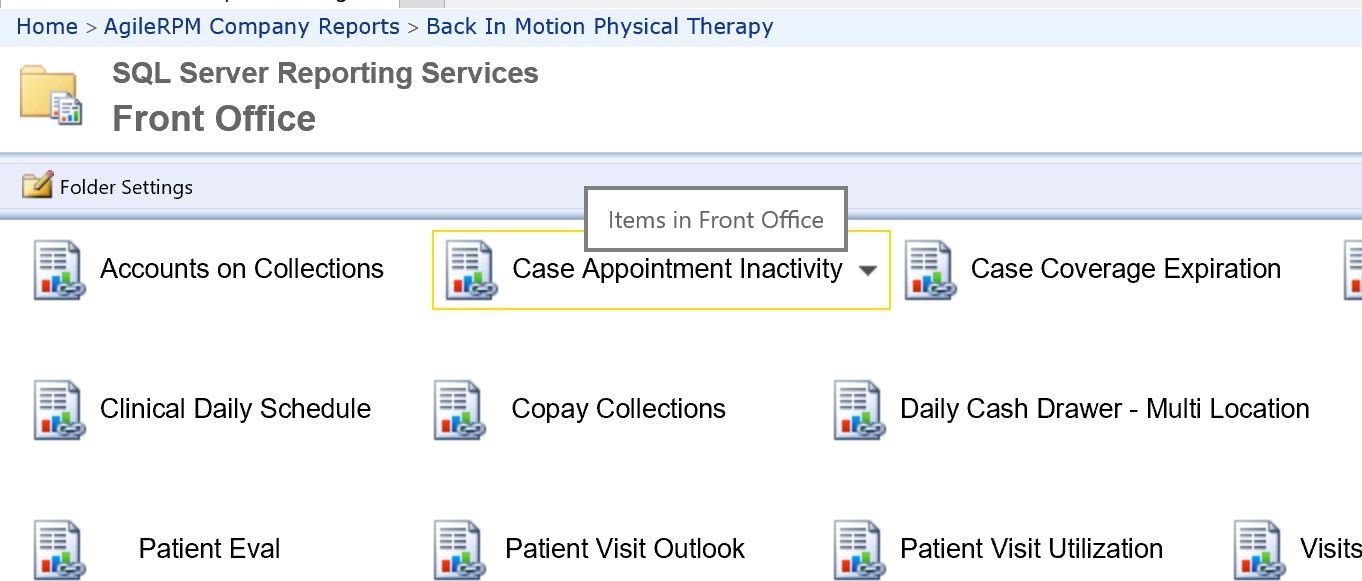 Home > AgileRPM Company Reports > Back In Motion Physical Therapy
SQL Server Reporting Services
Front Office
Folder Settings
Items in Front Office
Accounts on Collections
Case Appointment Inactivity
Case Coverage Expiration
Clinical Daily Schedule
Copay Collections
Daily Cash Drawer - Multi Location
Patient Eval
Patient Visit Outlook
Patient Visit Utilization
Visits